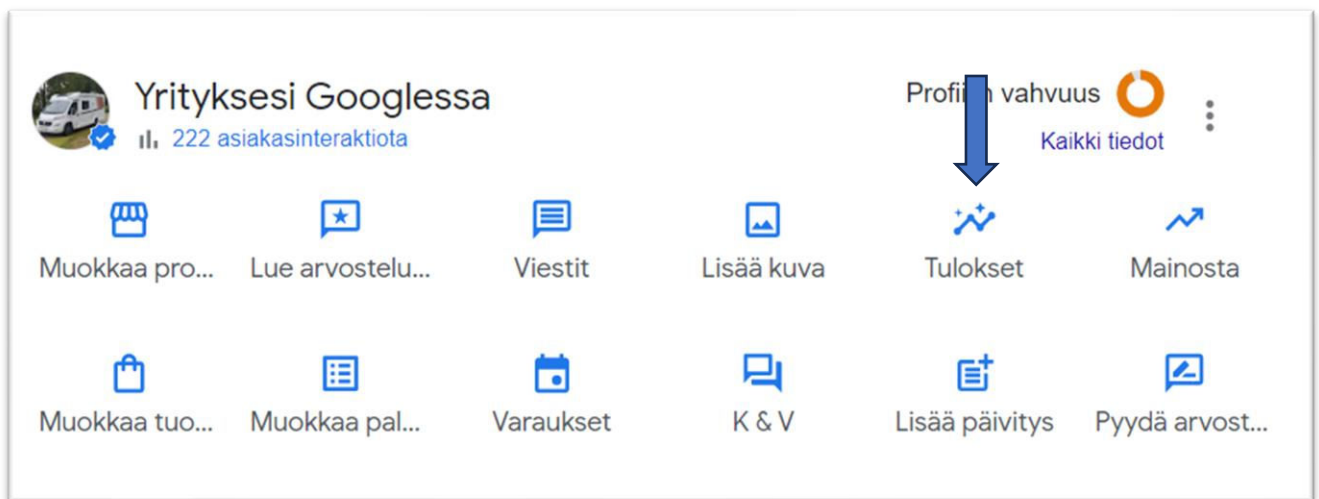 Yrityksesi Googlessa
222 asiakasinteraktiota
vahvuus
Kaikki tiedot
Muokkaa pro... Lue arvostelu... Viestit Lisää kuva Tulokset Mainosta
Muokkaa tuo... Muokkaa pal... Varaukset K & V Lisää päivitys Pyydä arvost...